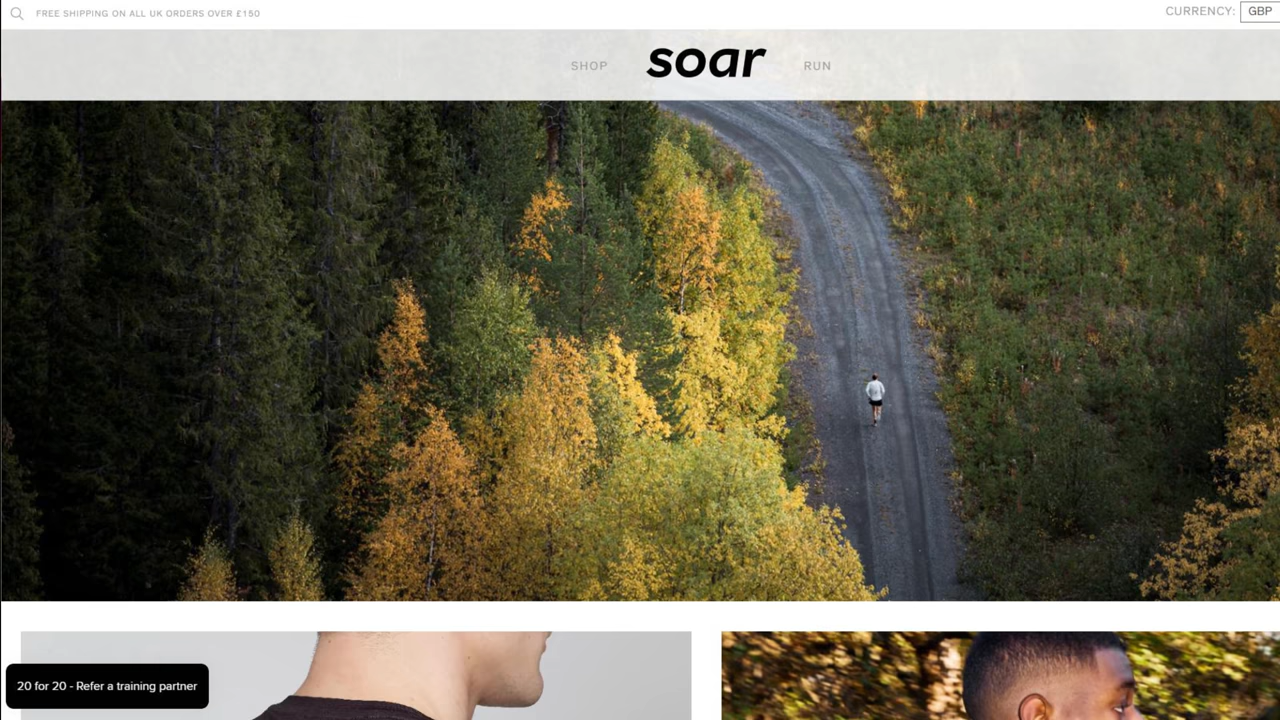 FREE SHIPPING ON ALL UK ORDERS OVER £150
CURRENCY: GBP
SHOP
soar
RUN
20 for 20 - Refer a training partner